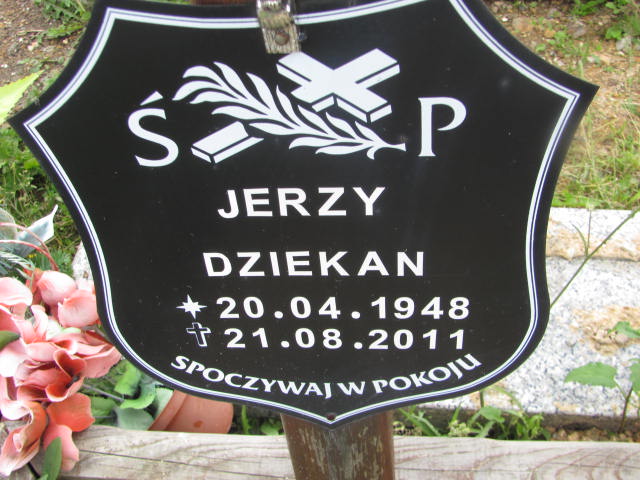 Ś P
JERZY
DZIEKAN
20.04.1948
21.08.2011
SPOCZYWAJ W POKOJU